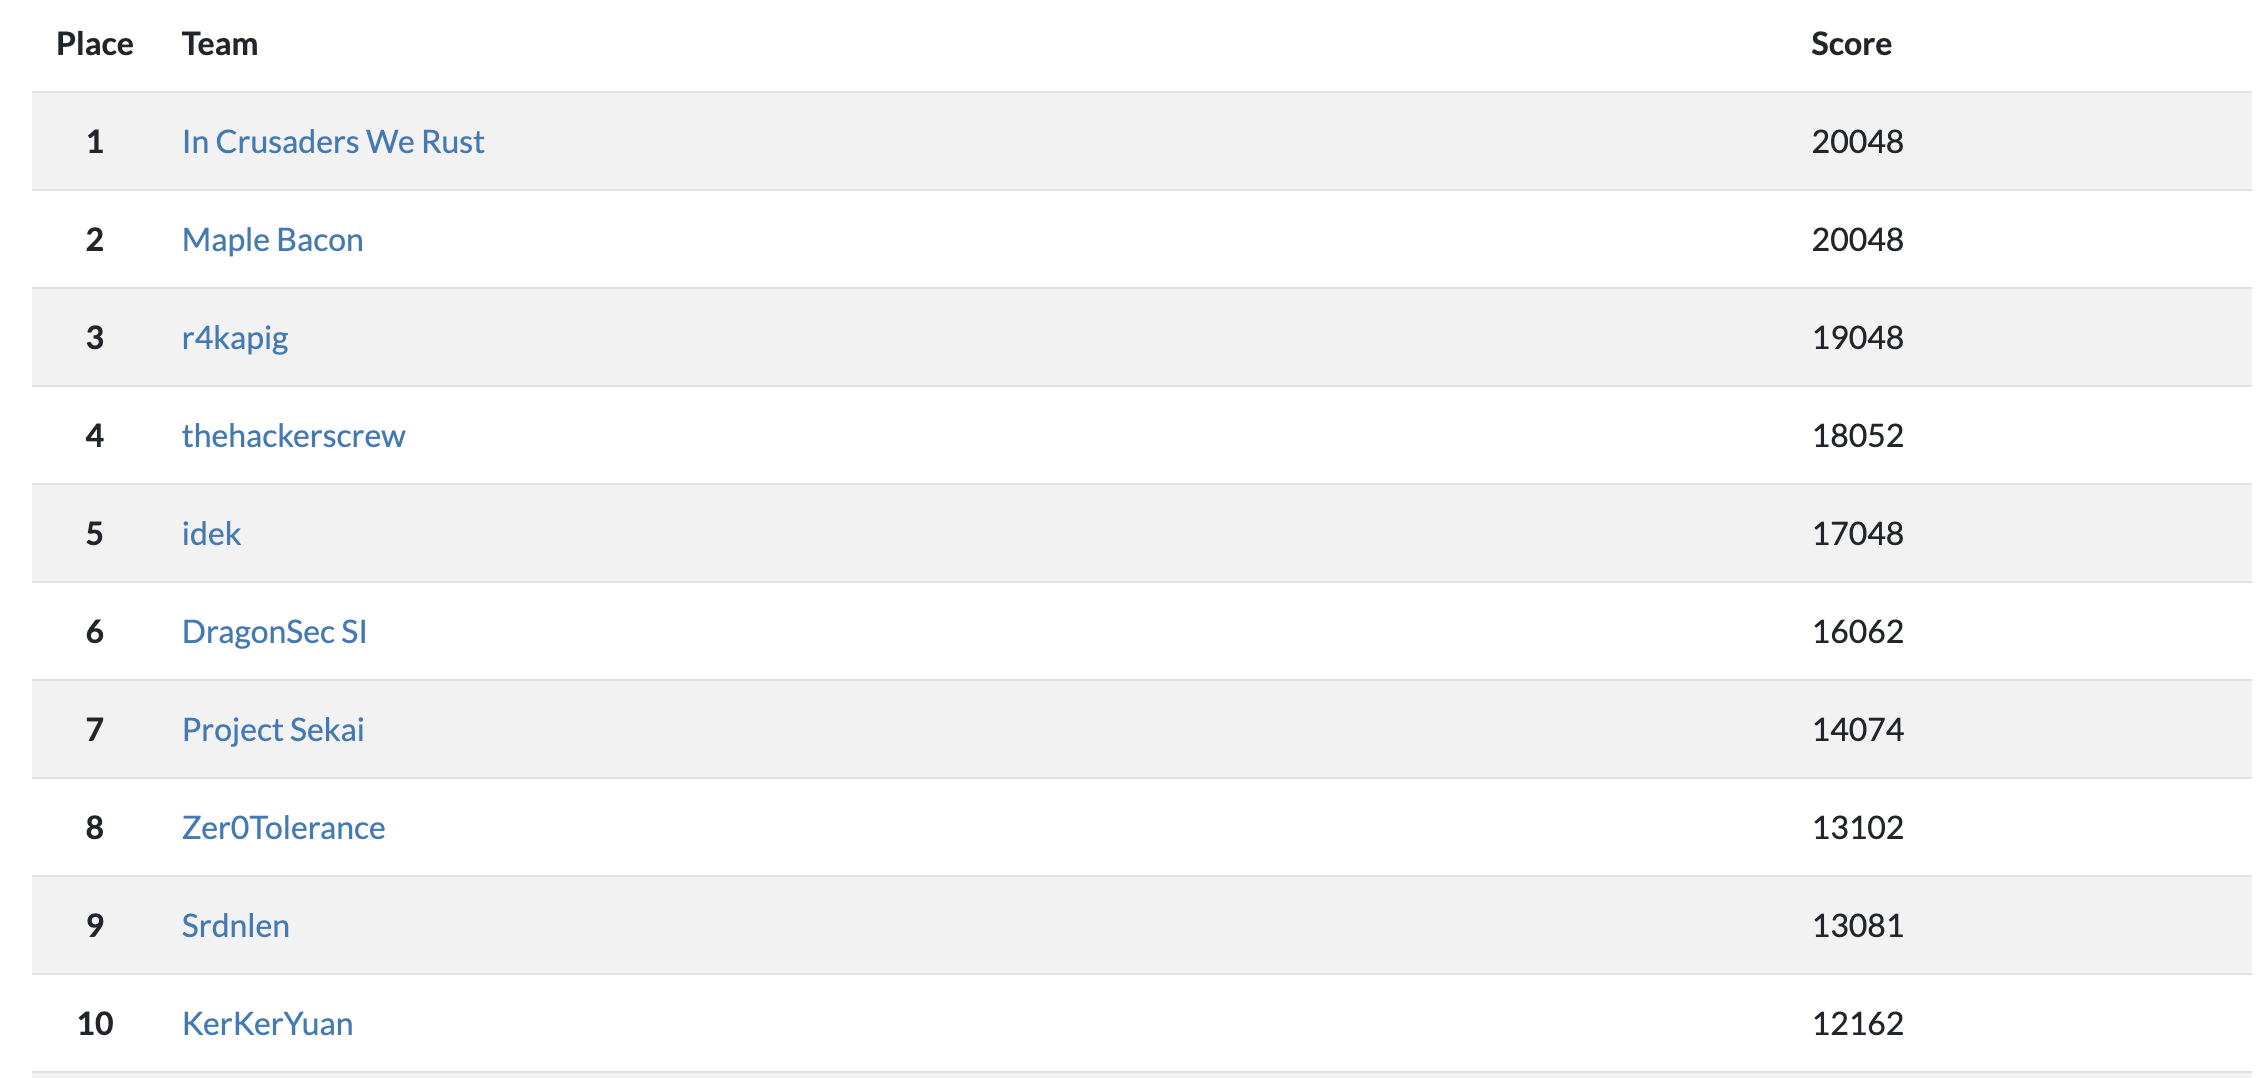 Place Team Score
1 In Crusaders We Rust 20048
2 Maple Bacon 20048
3 r4kapig 19048
4 thehackerscrew 18052
5 idek 17048
6 DragonSec SI 16062
7 Project Sekai 14074
8 Zer0Tolerance 13102
9 Srdnlen 13081
10 KerKerYuan 12162